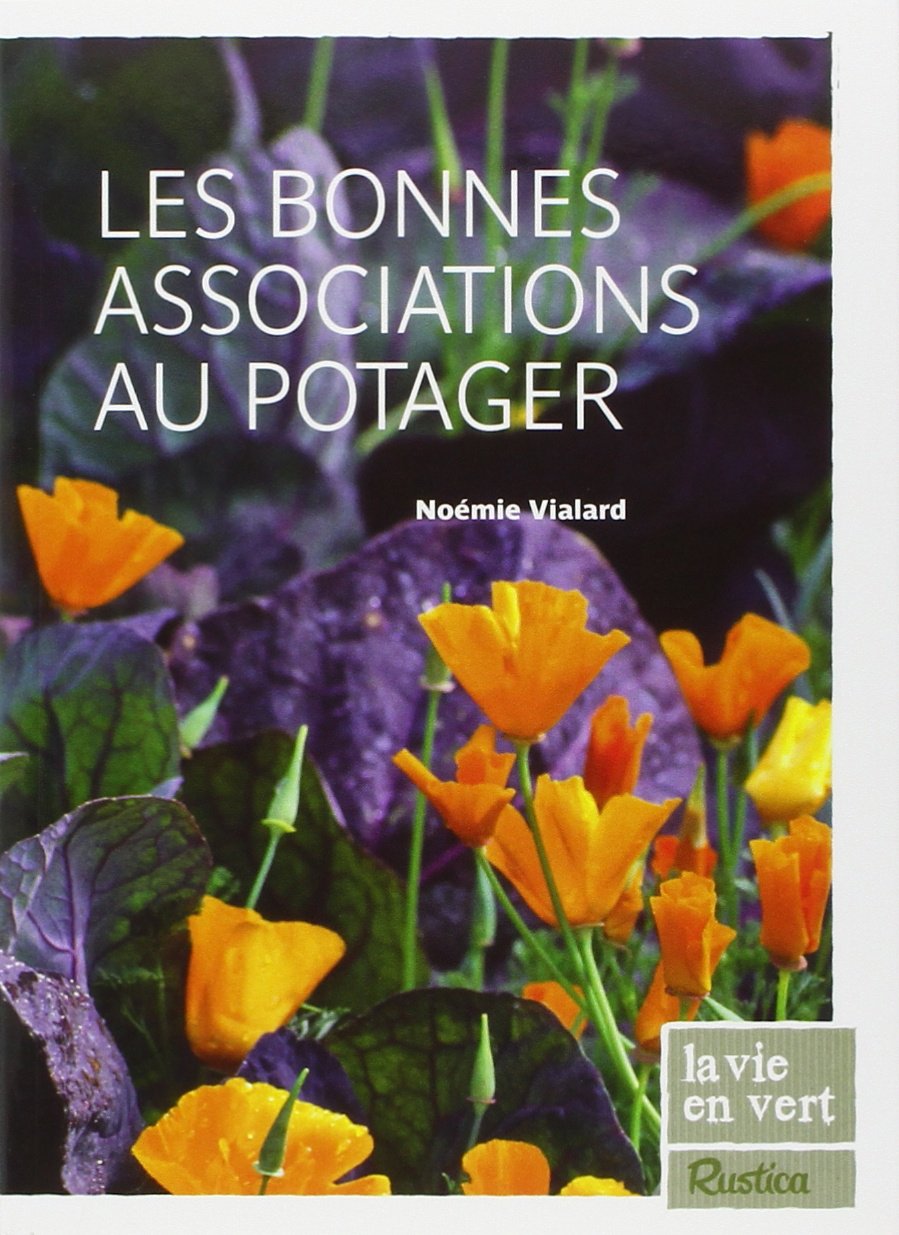 LES BONNES
ASSOCIATIONS
AU POTAGER
Noémie Vialard
la vie
en vert
Rustica